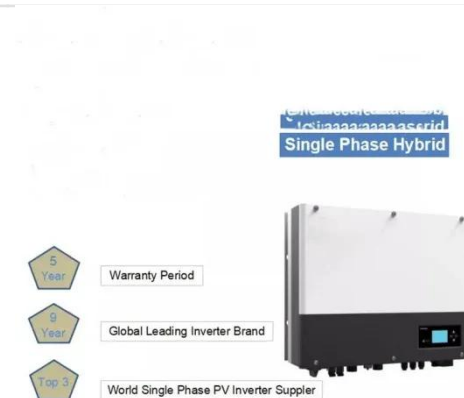 Single Phase Hybrid
5
Year
Warranty Period
9
Year
Global Leading Inverter Brand
Top 3
World Single Phase PV Inverter Suppler